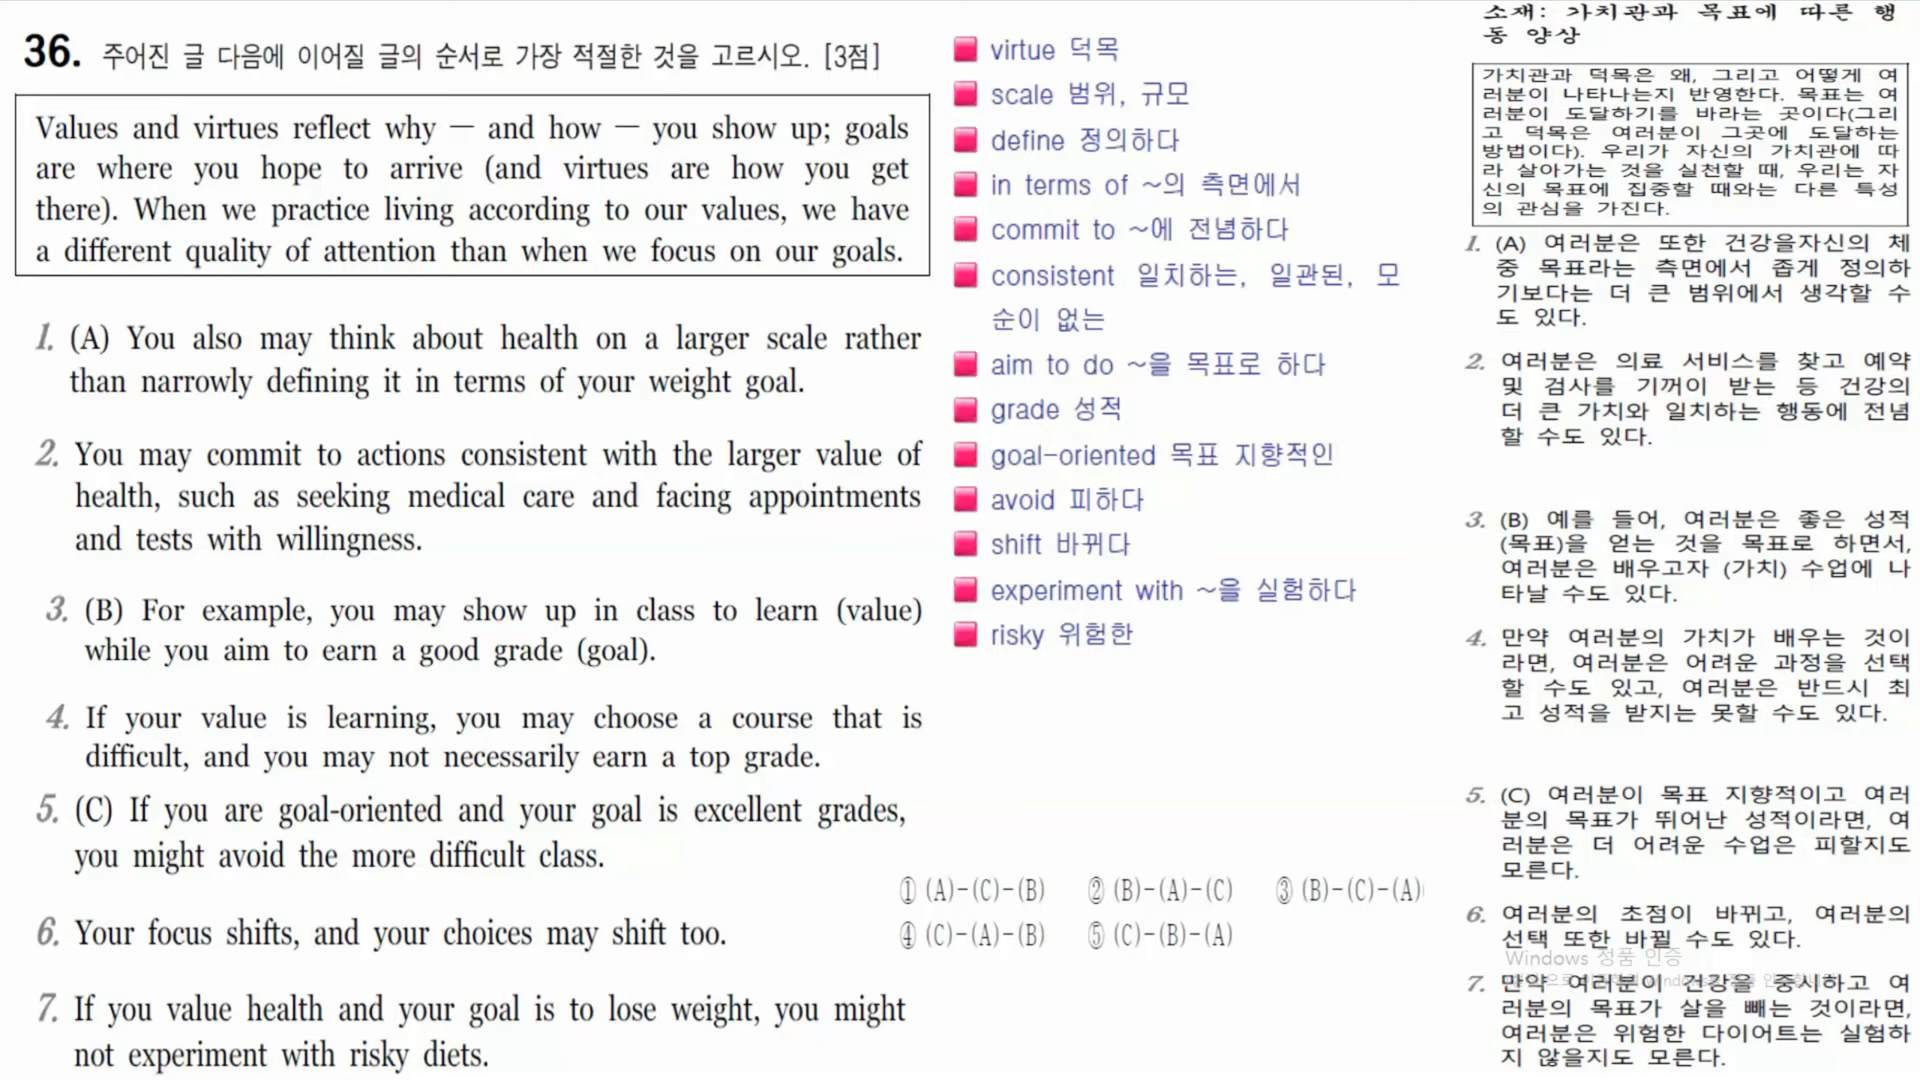 36. 주어진 글 다음에 이어질 글의 순서로 가장 적절한 것을 고르시오. [3점]
Values and virtues reflect why — and how — you show up; goals
are where you hope to arrive (and virtues are how you get
there). When we practice living according to our values, we have
a different quality of attention than when we focus on our goals.
1. (A) You also may think about health on a larger scale rather
than narrowly defining it in terms of your weight goal.
2. You may commit to actions consistent with the larger value of
health, such as seeking medical care and facing appointments
and tests with willingness.
3. (B) For example, you may show up in class to learn (value)
while you aim to earn a good grade (goal).
4. If your value is learning, you may choose a course that is
difficult, and you may not necessarily earn a top grade.
5. (C) If you are goal-oriented and your goal is excellent grades,
you might avoid the more difficult class.
6. Your focus shifts, and your choices may shift too.
7. If you value health and your goal is to lose weight, you might
not experiment with risky diets.
virtue 덕목
scale 범위, 규모
define 정의하다
in terms of ~의 측면에서
commit to ~에 전념하다
consistent 일치하는, 일관된, 모
순이 없는
aim to do ~을 목표로 하다
grade 성적
goal-oriented 목표 지향적인
avoid 피하다
shift 바뀌다
experiment with ~을 실험하다
risky 위험한
① (A)-(C)-(B) ② (B)-(A)-(C) ③ (B)-(C)-(A)
④ (C)-(A)-(B) ⑤ (C)-(B)-(A)
소재: 가치관과 목표에 따른 행
동 양상
가치관과 덕목은 왜, 그리고 어떻게 여
러분이 나타나는지 반영한다. 목표는 여
러분이 도달하기를 바라는 곳이다(그리
고 덕목은 여러분이 그곳에 도달하는
방법이다). 우리가 자신의 가치관에 따
라 살아가는 것을 실천할 때, 우리는 자
신의 목표에 집중할 때와는 다른 특성
의 관심을 가진다.
1. (A) 여러분은 또한 건강을자신의 체
중 목표라는 측면에서 좁게 정의하
기보다는 더 큰 범위에서 생각할 수
도 있다.
2. 여러분은 의료 서비스를 찾고 예약
및 검사를 기꺼이 받는 등 건강의
더 큰 가치와 일치하는 행동에 전념
할 수도 있다.
3. (B) 예를 들어, 여러분은 좋은 성적
(목표)을 얻는 것을 목표로 하면서,
여러분은 배우고자 (가치) 수업에 나
타날 수도 있다.
4. 만약 여러분의 가치가 배우는 것이
라면, 여러분은 어려운 과정을 선택
할 수도 있고, 여러분은 반드시 최
고 성적을 받지는 못할 수도 있다.
5. (C) 여러분이 목표 지향적이고 여러
분의 목표가 뛰어난 성적이라면, 여
러분은 더 어려운 수업은 피할지도
모른다.
6. 여러분의 초점이 바뀌고, 여러분의
선택 또한 바뀔 수도 있다.
Windows 정품 인증
7. 만약 여러분이 건강을 중시하고 여
러분의 목표가 살을 빼는 것이라면,
여러분은 위험한 다이어트는 실험하
지 않을지도 모른다.